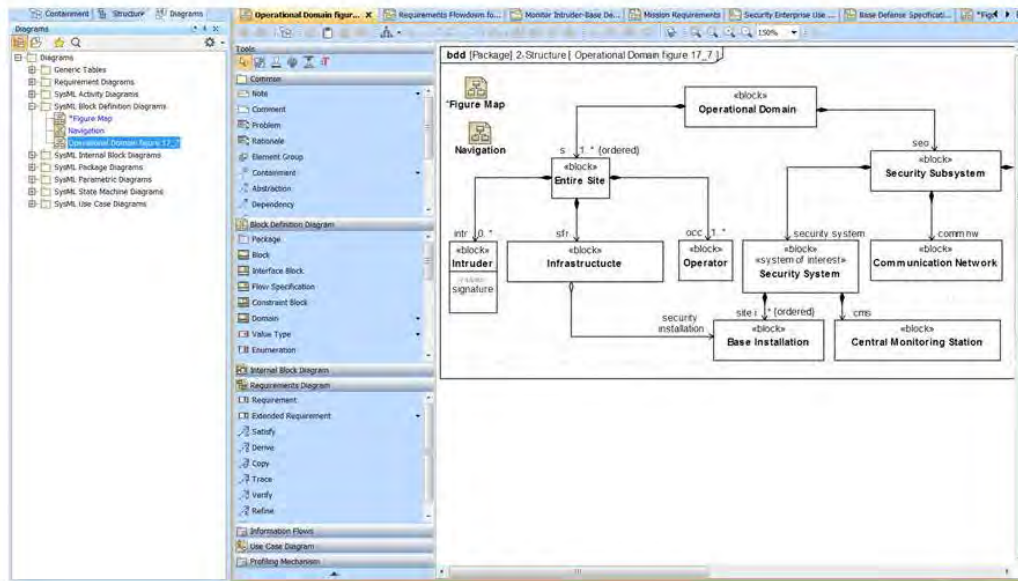 Containment Structure Diagrams
Diagrams
Diagrams
Generic Tables
Requirement Diagrams
SysML Activity Diagrams
SysML Block Definition Diagrams
*Figure Map
Navigation
Operational Domain figure 17_7
SysML Internal Block Diagrams
SysML Package Diagrams
SysML Parametric Diagrams
SysML State Machine Diagrams
SysML Use Case Diagrams
Operational Domain figur... X Requirements Flowdown fo... Monitor Intruder-Base De... Mission Requirements Security Enterprise Use ... Base Defense Specificati...
150%
Tools
Common
Note
Comment
Problem
Rationale
Element Group
Containment
Abstraction
Dependency
Block Definition Diagram
Package
Block
Interface Block
Flow Specification
Constraint Block
Domain
Value Type
Enumeration
Internal Block Diagram
Requirements Diagram
Requirement
Extended Requirement
Satisfy
Derive
Copy
Trace
Verify
Refine
Information Flows
Use Case Diagram
Profiling Mechanism
bdd [Package] 2-Structure [ Operational Domain figure 17_7 ]
*Figure Map
Navigation
«block»
Operational Domain
s 1..* {ordered}
«block»
Entire Site
seo
«block»
Security Subsystem
intr 0..*
«block»
Intruder
signature
sfr
«block»
Infrastructucte
occ 1..*
«block»
Operator
security system
«block»
«system of interest»
Security System
comm nw
«block»
Communication Network
security
installation
site i ..* {ordered}
«block»
Base Installation
cms
«block»
Central Monitoring Station